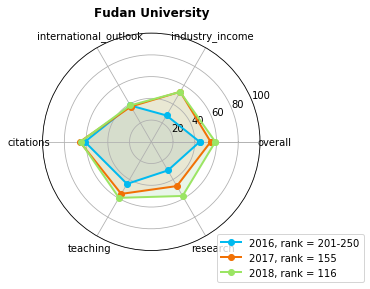 Fudan University
international_outlook
industry_income
100
80
60
40
20
citations
overall
teaching
research
2016, rank = 201-250
2017, rank = 155
2018, rank = 116